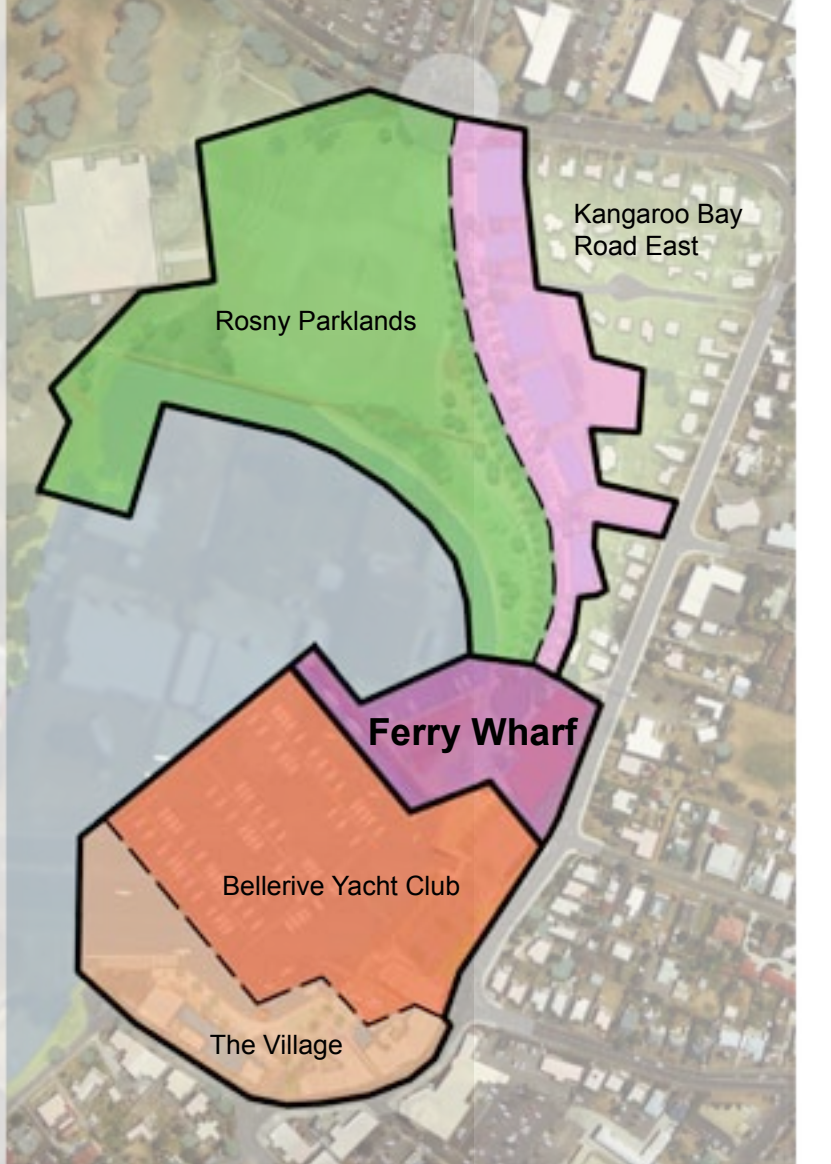 Kangaroo Bay
Road East
Rosny Parklands
Ferry Wharf
Bellerive Yacht Club
The Village